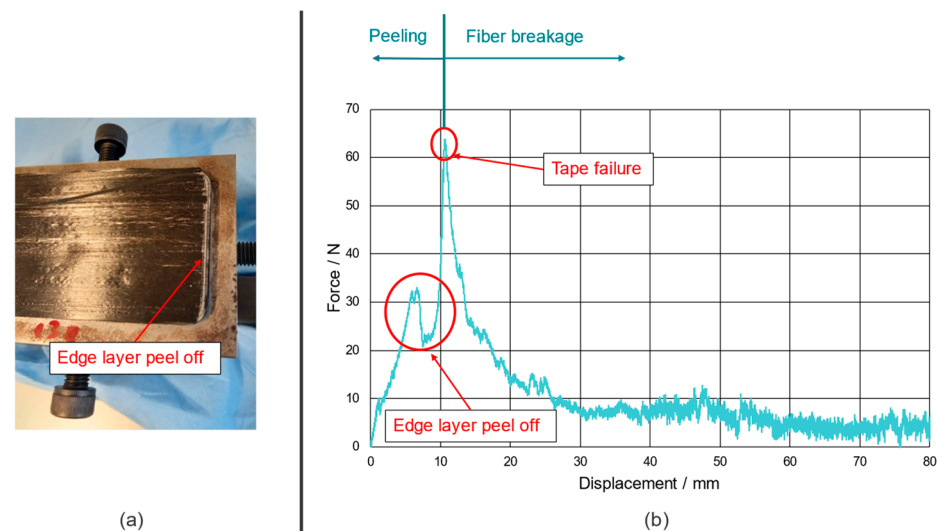 Edge layer peel off
(a)
Peeling
Fiber breakage
70
60
50
40
30
20
10
0
Force / N
Tape failure
Edge layer peel off
0 10 20 30 40 50 60 70 80
Displacement / mm
(b)